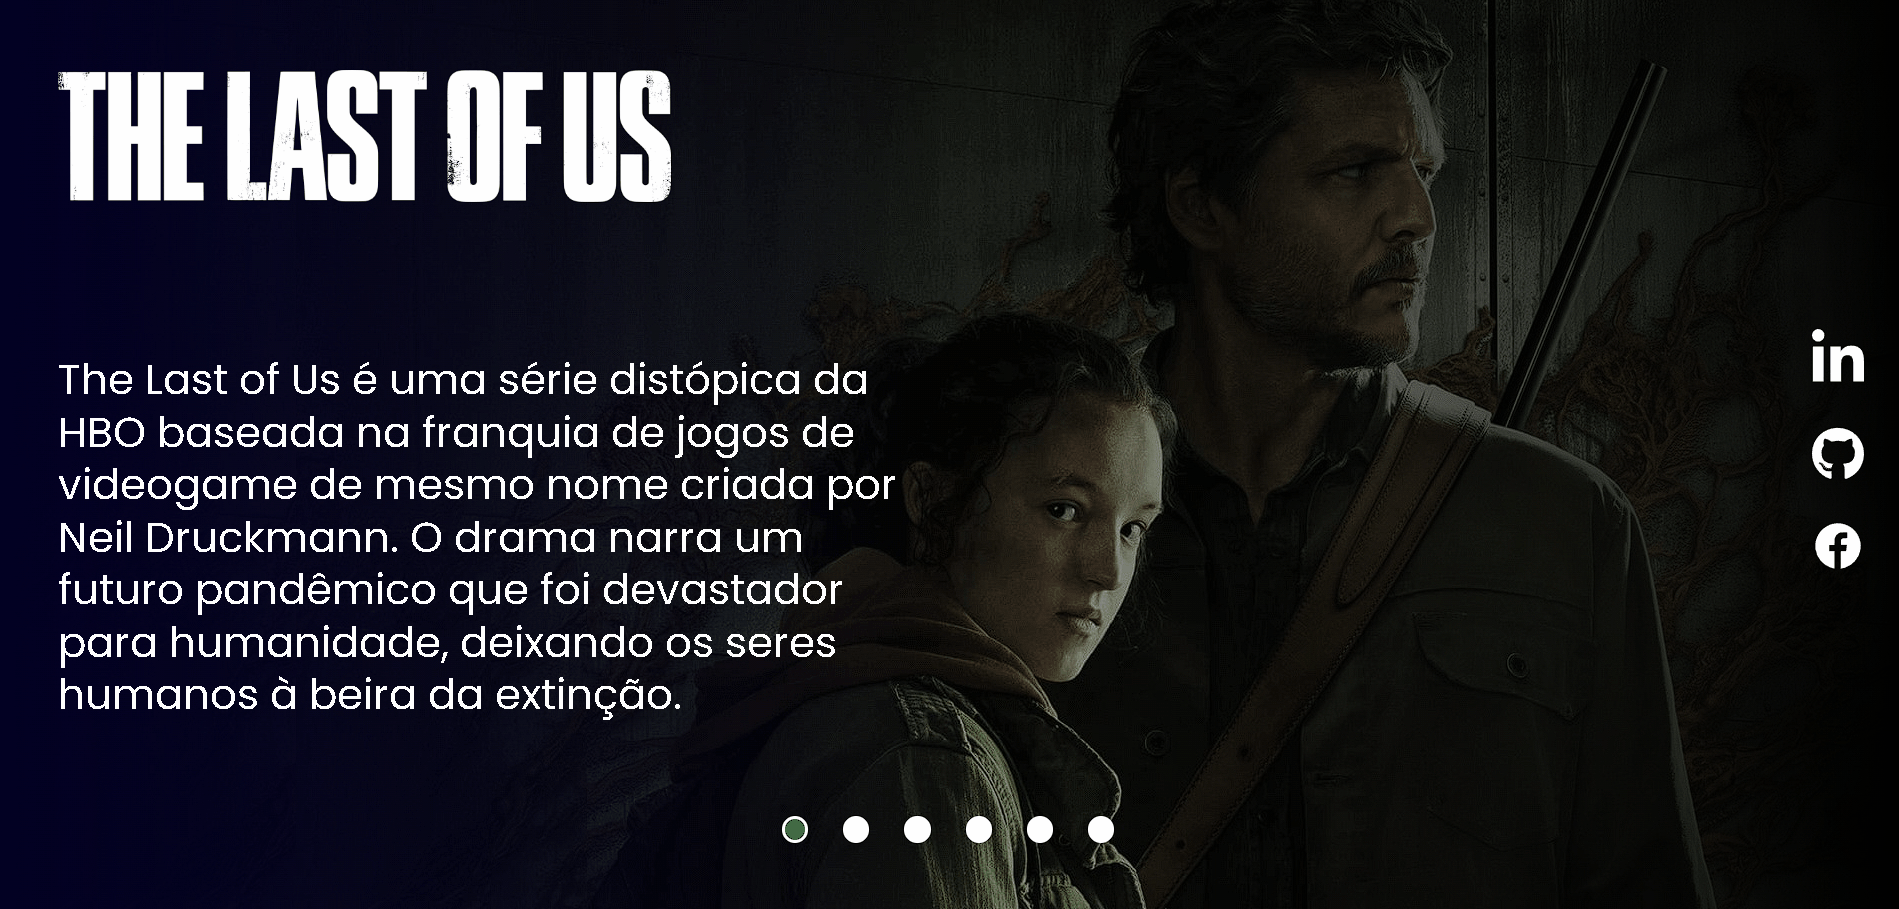 THE LAST OF US
The Last of Us é uma série distópica da
HBO baseada na franquia de jogos de
videogame de mesmo nome criada por
Neil Druckmann. O drama narra um
futuro pandêmico que foi devastador
para humanidade, deixando os seres
humanos à beira da extinção.
in